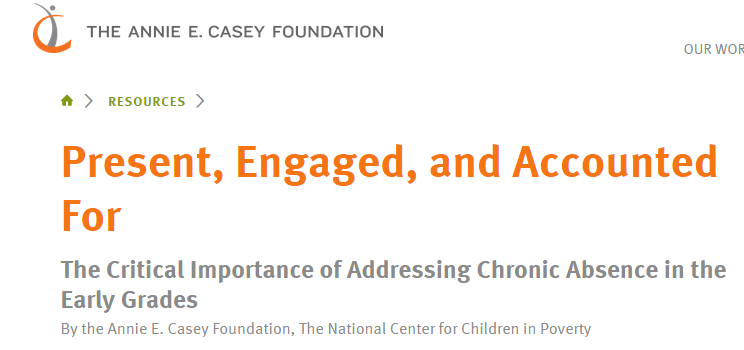 THE ANNIE E. CASEY FOUNDATION
OUR WOR
RESOURCES
Present, Engaged, and Accounted
For
The Critical Importance of Addressing Chronic Absence in the
Early Grades
By the Annie E. Casey Foundation, The National Center for Children in Poverty